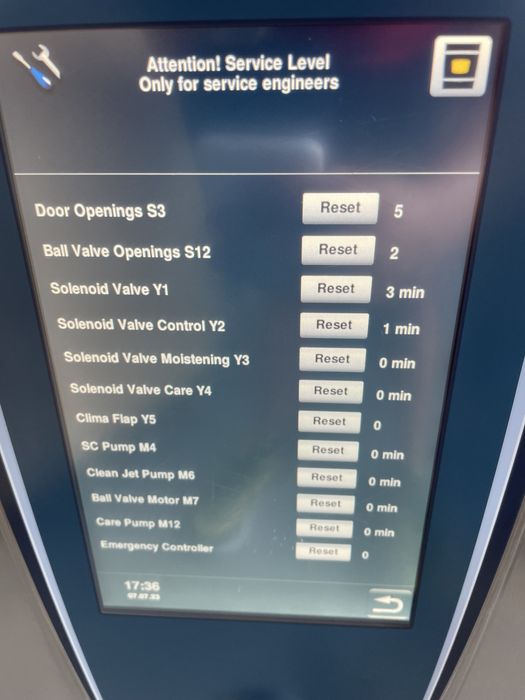 Attention! Service Level
Only for service engineers
Door Openings S3 Reset 5
Ball Valve Openings S12 Reset 2
Solenoid Valve Y1 Reset 3 min
Solenoid Valve Control Y2 Reset 1 min
Solenoid Valve Moistening Y3 Reset 0 min
Solenoid Valve Care Y4 Reset 0 min
Clima Flap Y5 Reset 0
SC Pump M4 Reset 0 min
Clean Jet Pump M6 Reset 0 min
Ball Valve Motor M7 Reset 0 min
Care Pump M12 Reset 0 min
Emergency Controller Reset 0
17:36
07.07.23